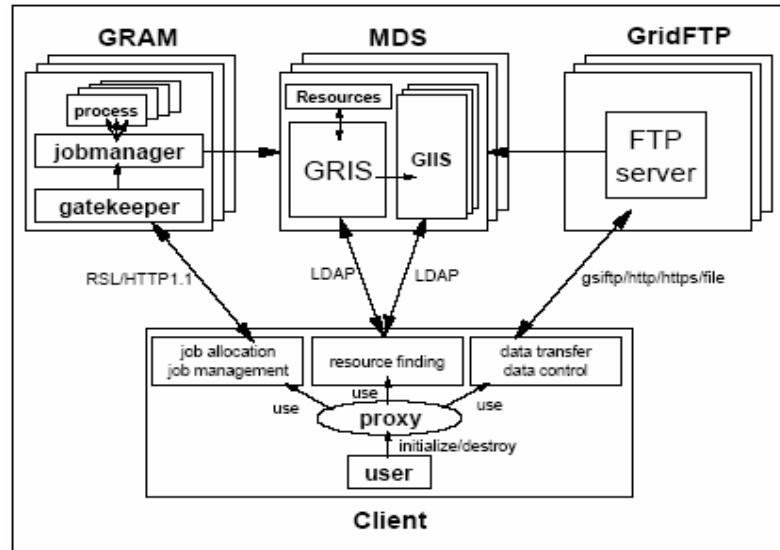 GRAM
MDS
GridFTP
process
jobmanager
gatekeeper
Resources
GRIS
GIIS
FTP
server
RSL/HTTP1.1
LDAP
LDAP
gsiftp/http/https/file
job allocation
job management
resource finding
data transfer
data control
use
use
use
proxy
initialize/destroy
user
Client